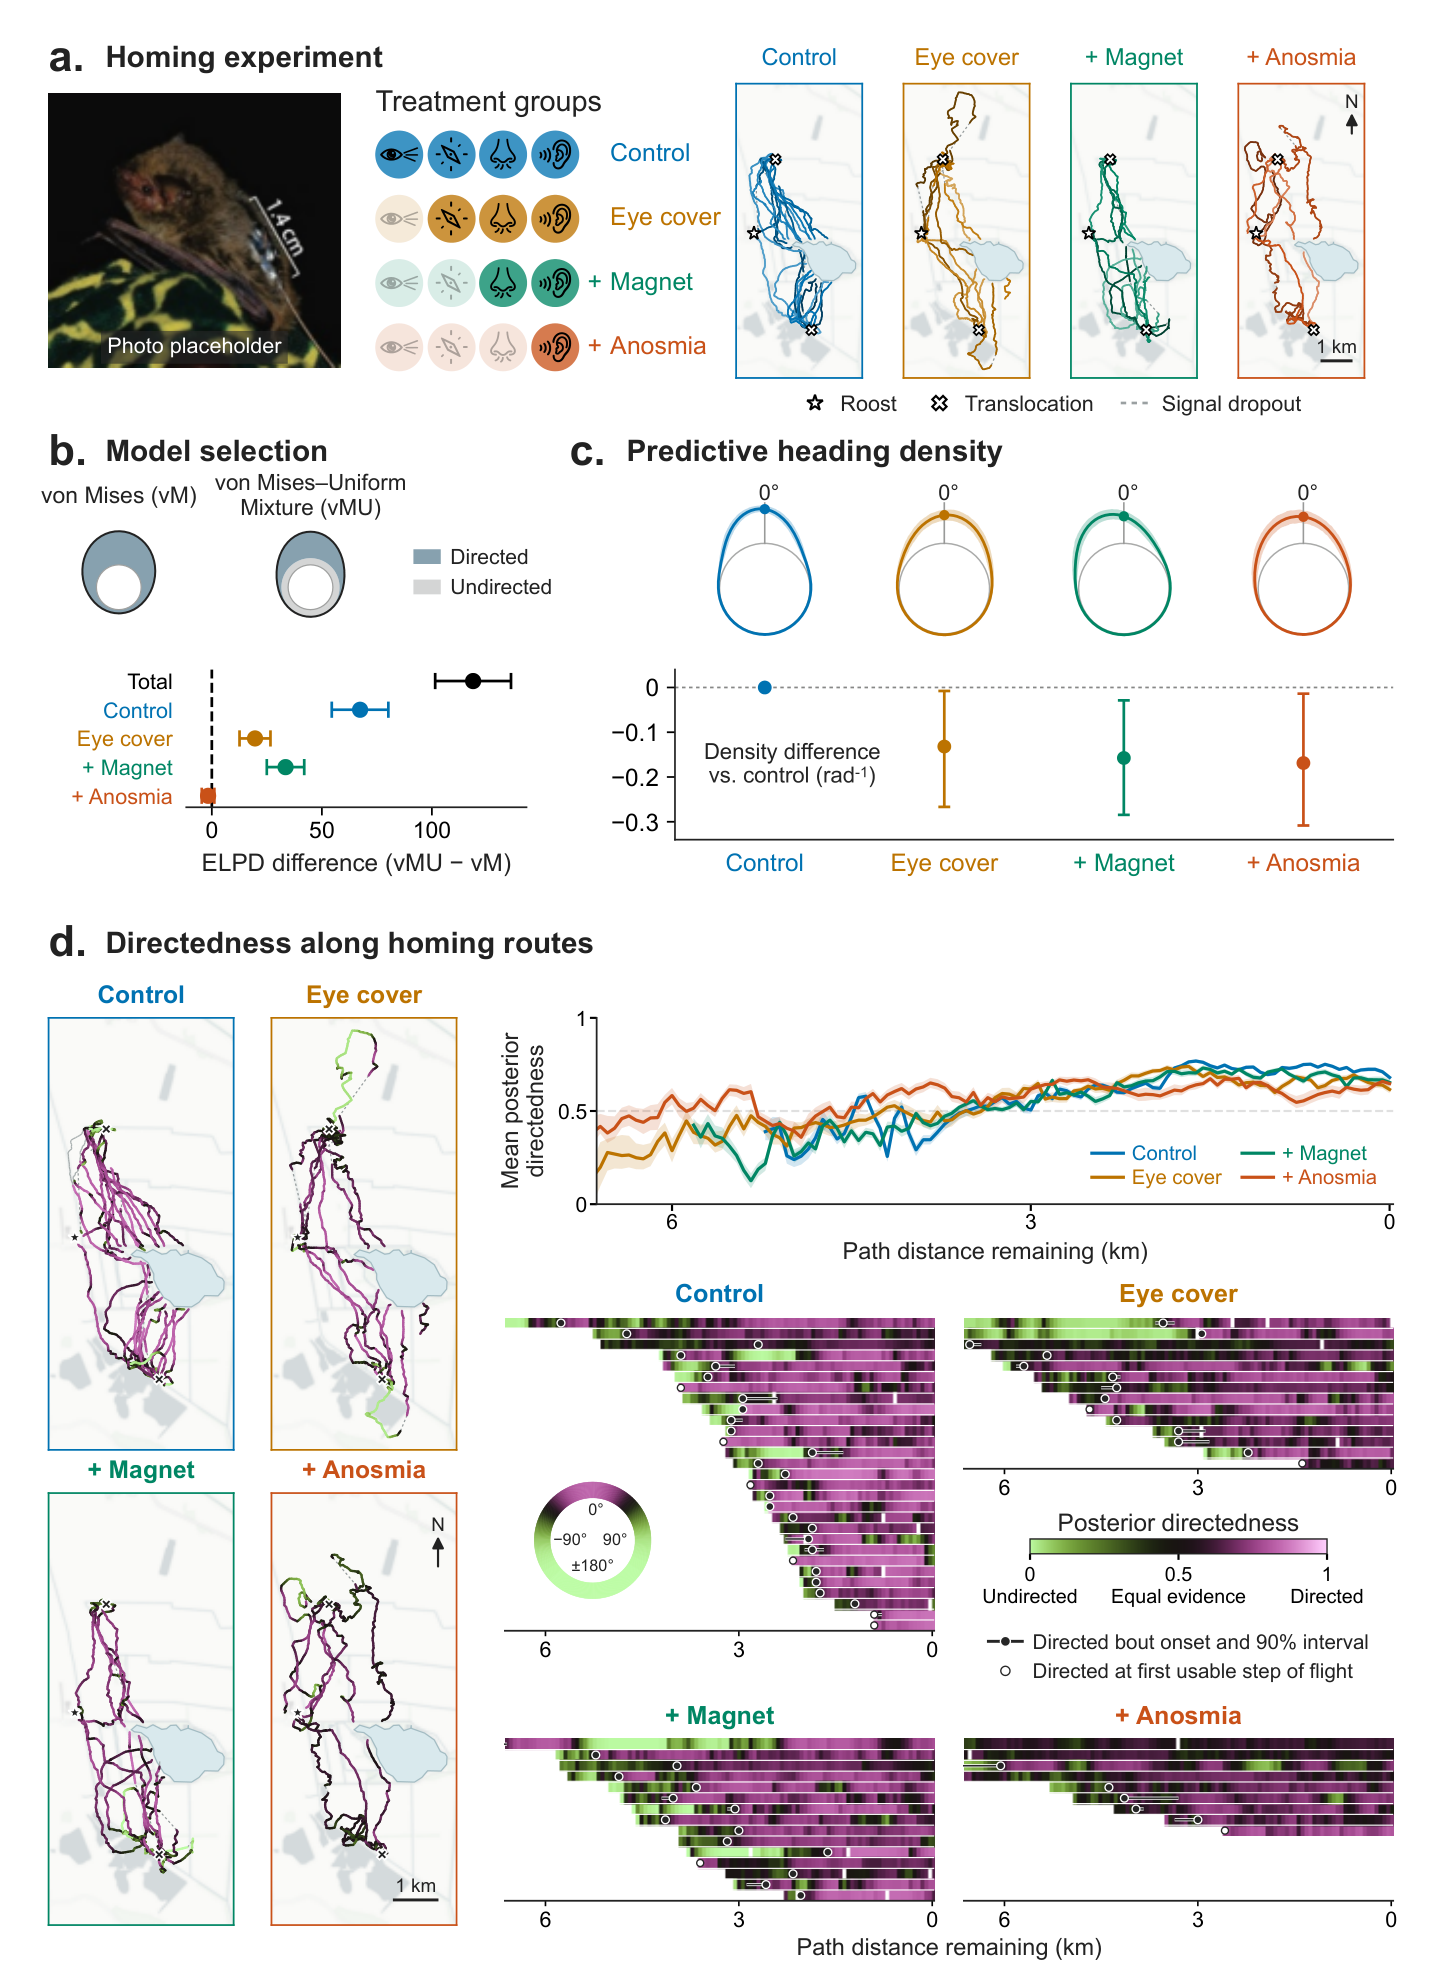 a. Homing experiment
1.4 cm
Photo placeholder
Treatment groups
Control
Eye cover
+ Magnet
+ Anosmia
Control
Eye cover
+ Magnet
+ Anosmia
N
1 km
Roost
Translocation
Signal dropout
b. Model selection
von Mises (vM)
von Mises–Uniform
Mixture (vMU)
Directed
Undirected
Total
Control
Eye cover
+ Magnet
+ Anosmia
0
50
100
ELPD difference (vMU − vM)
c. Predictive heading density
0°
0°
0°
0°
0
−0.1
−0.2
−0.3
Density difference
vs. control (rad⁻¹)
Control
Eye cover
+ Magnet
+ Anosmia
d. Directedness along homing routes
Control
Eye cover
+ Magnet
+ Anosmia
N
1 km
Mean posterior
directedness
1
0.5
0
Control
Eye cover
+ Magnet
+ Anosmia
6
3
0
Path distance remaining (km)
Control
0°
−90°
90°
±180°
6
3
0
Eye cover
6
3
0
Posterior directedness
0
0.5
1
Undirected
Equal evidence
Directed
Directed bout onset and 90% interval
Directed at first usable step of flight
+ Magnet
6
3
0
+ Anosmia
6
3
0
Path distance remaining (km)